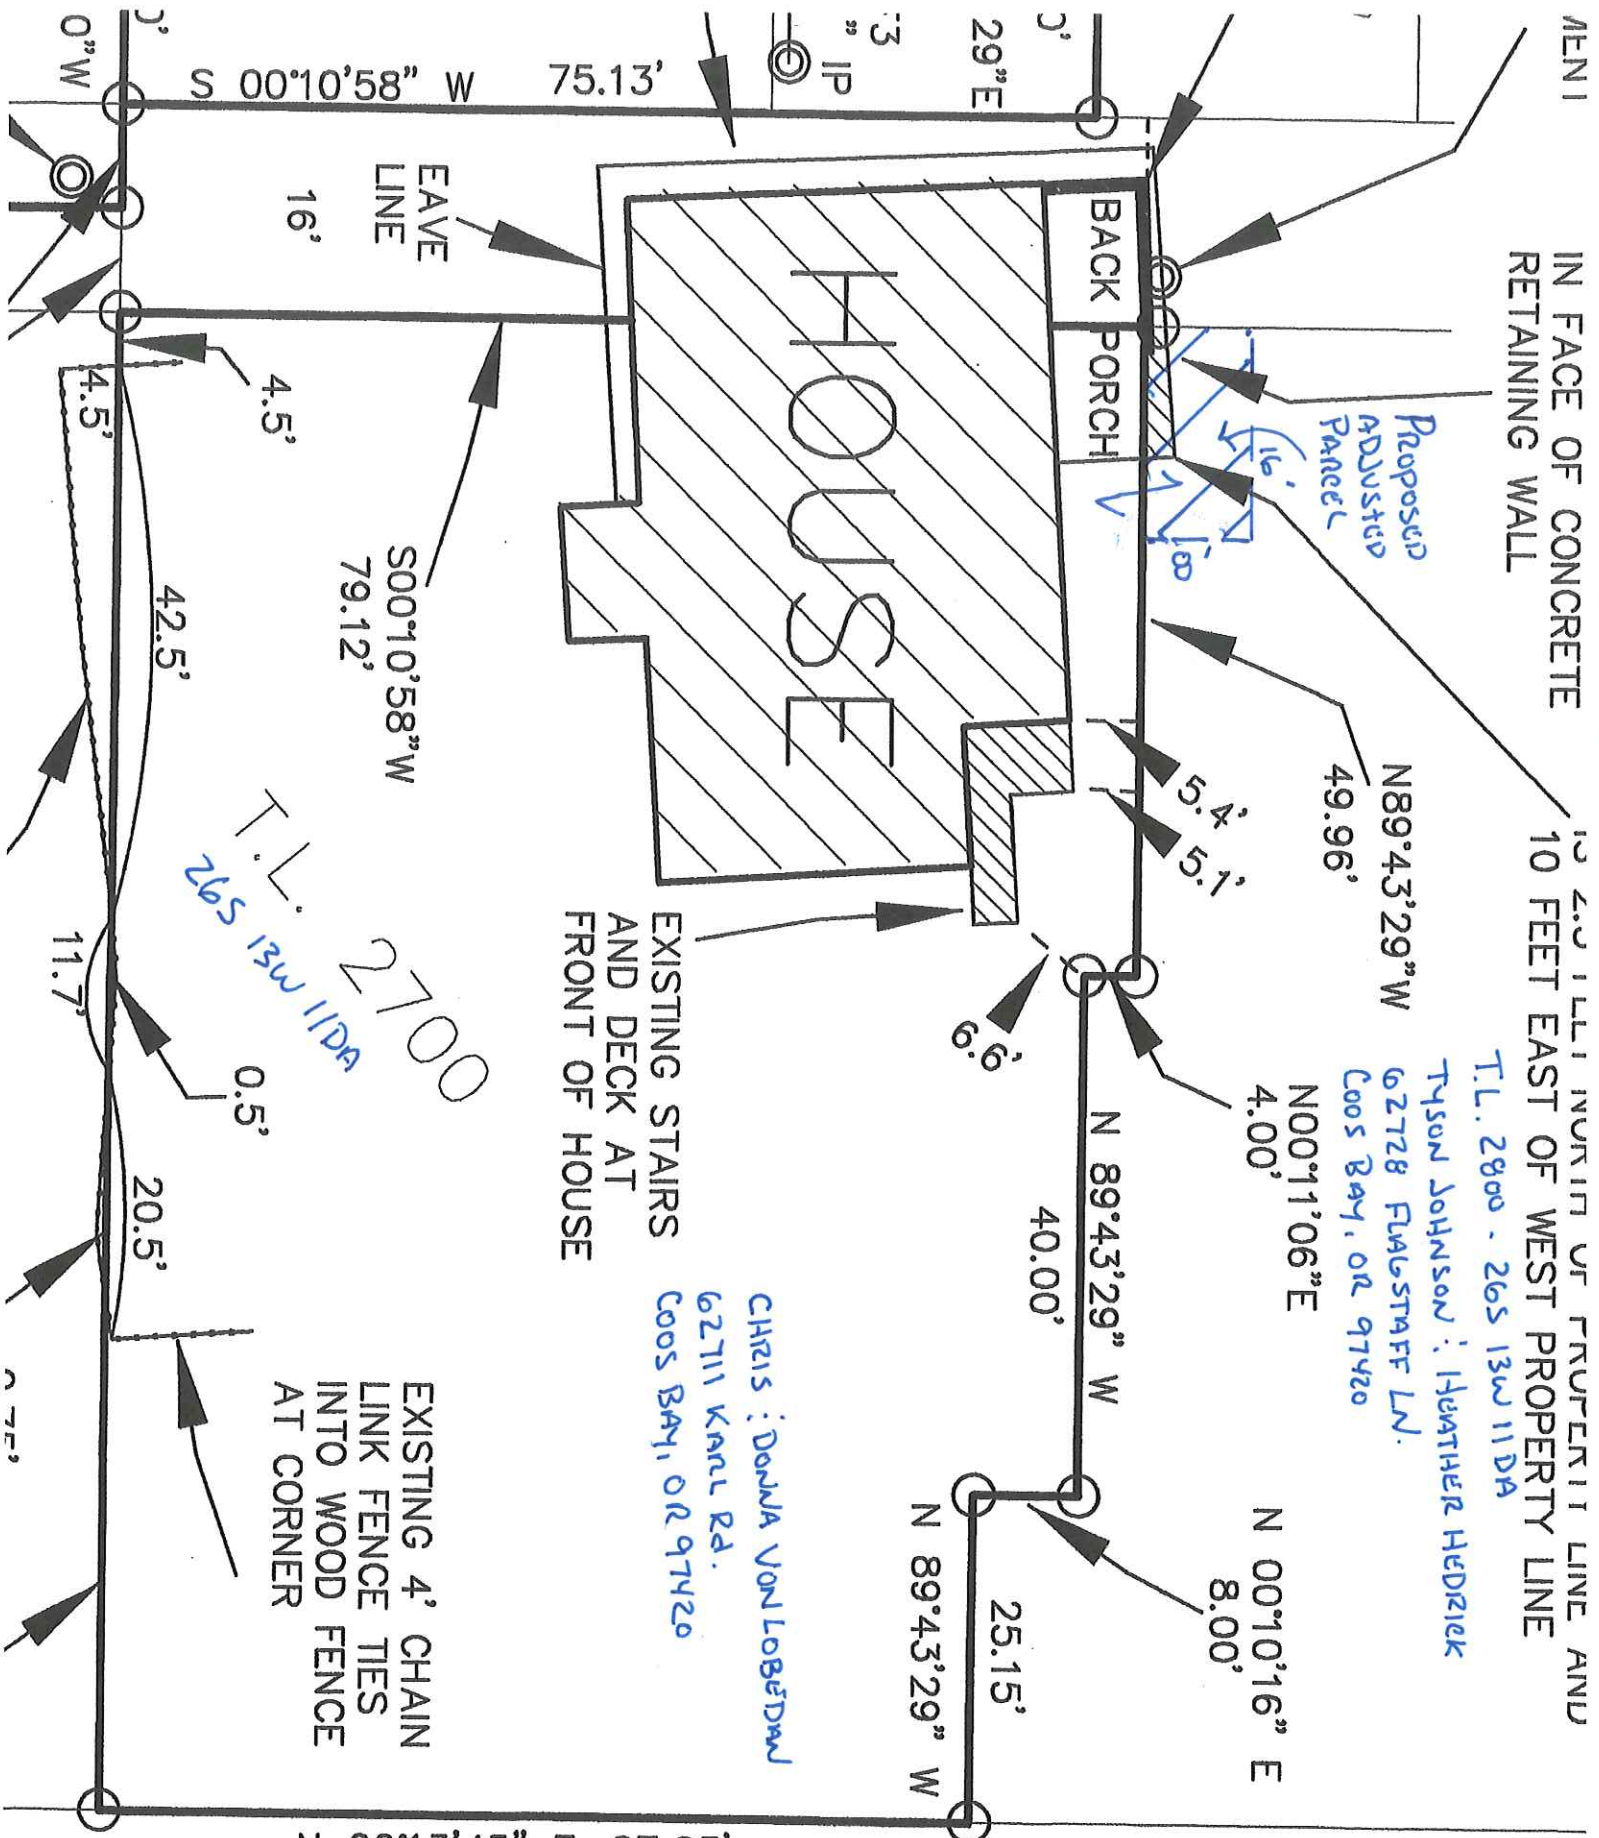 IN FACE OF CONCRETE
RETAINING WALL
10 FEET EAST OF WEST PROPERTY LINE
T.L. 2800 - 26S 13W 11DA
TYSON JOHNSON : HEATHER HEDRICK
62728 FLAGSTAFF LN.
COOS BAY, OR 97420
PROPOSED
ADJUSTED
PARCEL
16'
8'
N89°43'29"W
49.96'
N00°11'06"E
4.00'
N 00°10'16" E
8.00'
5.4'
5.1'
6.6'
N 89°43'29" W
40.00'
25.15'
N 89°43'29" W
29"E
IP
BACK PORCH
HOUSE
S 00°10'58" W 75.13'
EAVE
LINE
16'
0"W
EXISTING STAIRS
AND DECK AT
FRONT OF HOUSE
CHRIS : DONNA VONLOBEDAN
62711 KARL Rd.
COOS BAY, OR 97420
S00°10'58"W
79.12'
T.L. 2700
26S 13W 11DA
4.5'
4.5'
42.5'
11.7'
0.5'
20.5'
EXISTING 4' CHAIN
LINK FENCE TIES
INTO WOOD FENCE
AT CORNER